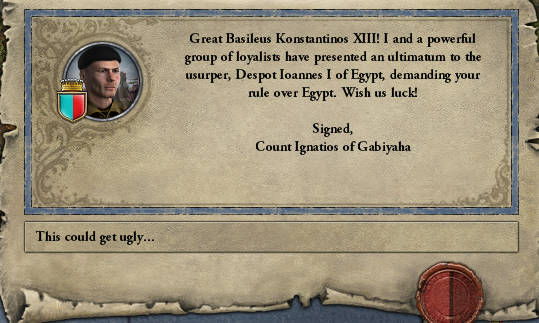 Great Basileus Konstantinos XIII! I and a powerful
group of loyalists have presented an ultimatum to the
usurper, Despot Ioannes I of Egypt, demanding your
rule over Egypt. Wish us luck!
Signed,
Count Ignatios of Gabiyaha
This could get ugly...